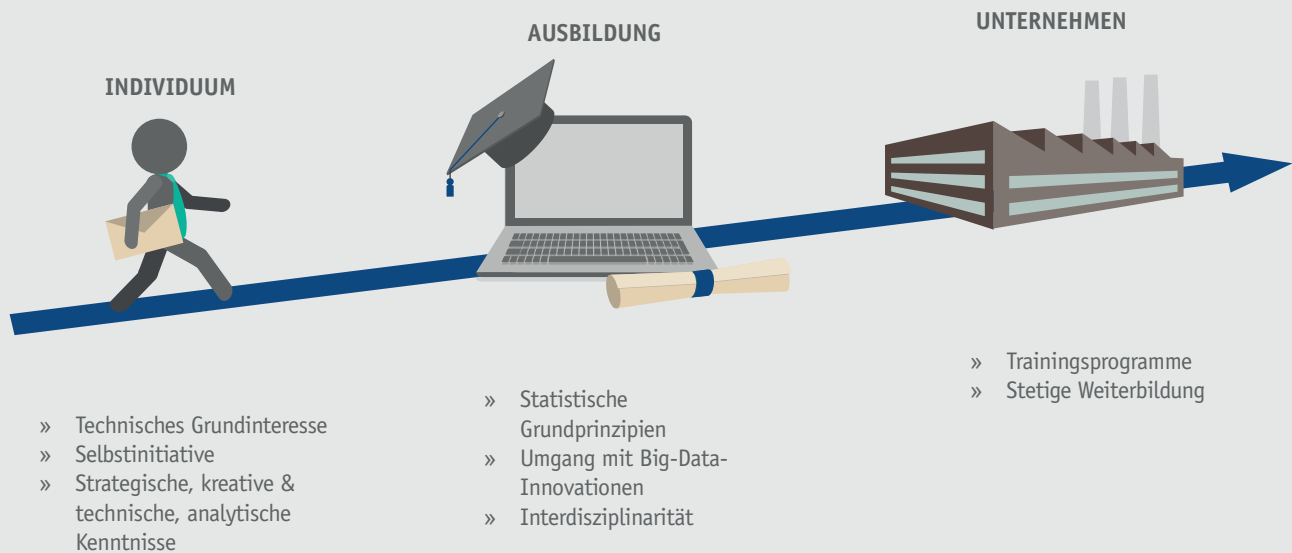 INDIVIDUUM
» Technisches Grundinteresse
» Selbstinitiative
» Strategische, kreative &
technische, analytische
Kenntnisse
AUSBILDUNG
» Statistische
Grundprinzipien
» Umgang mit Big-Data-
Innovationen
» Interdisziplinarität
UNTERNEHMEN
» Trainingsprogramme
» Stetige Weiterbildung